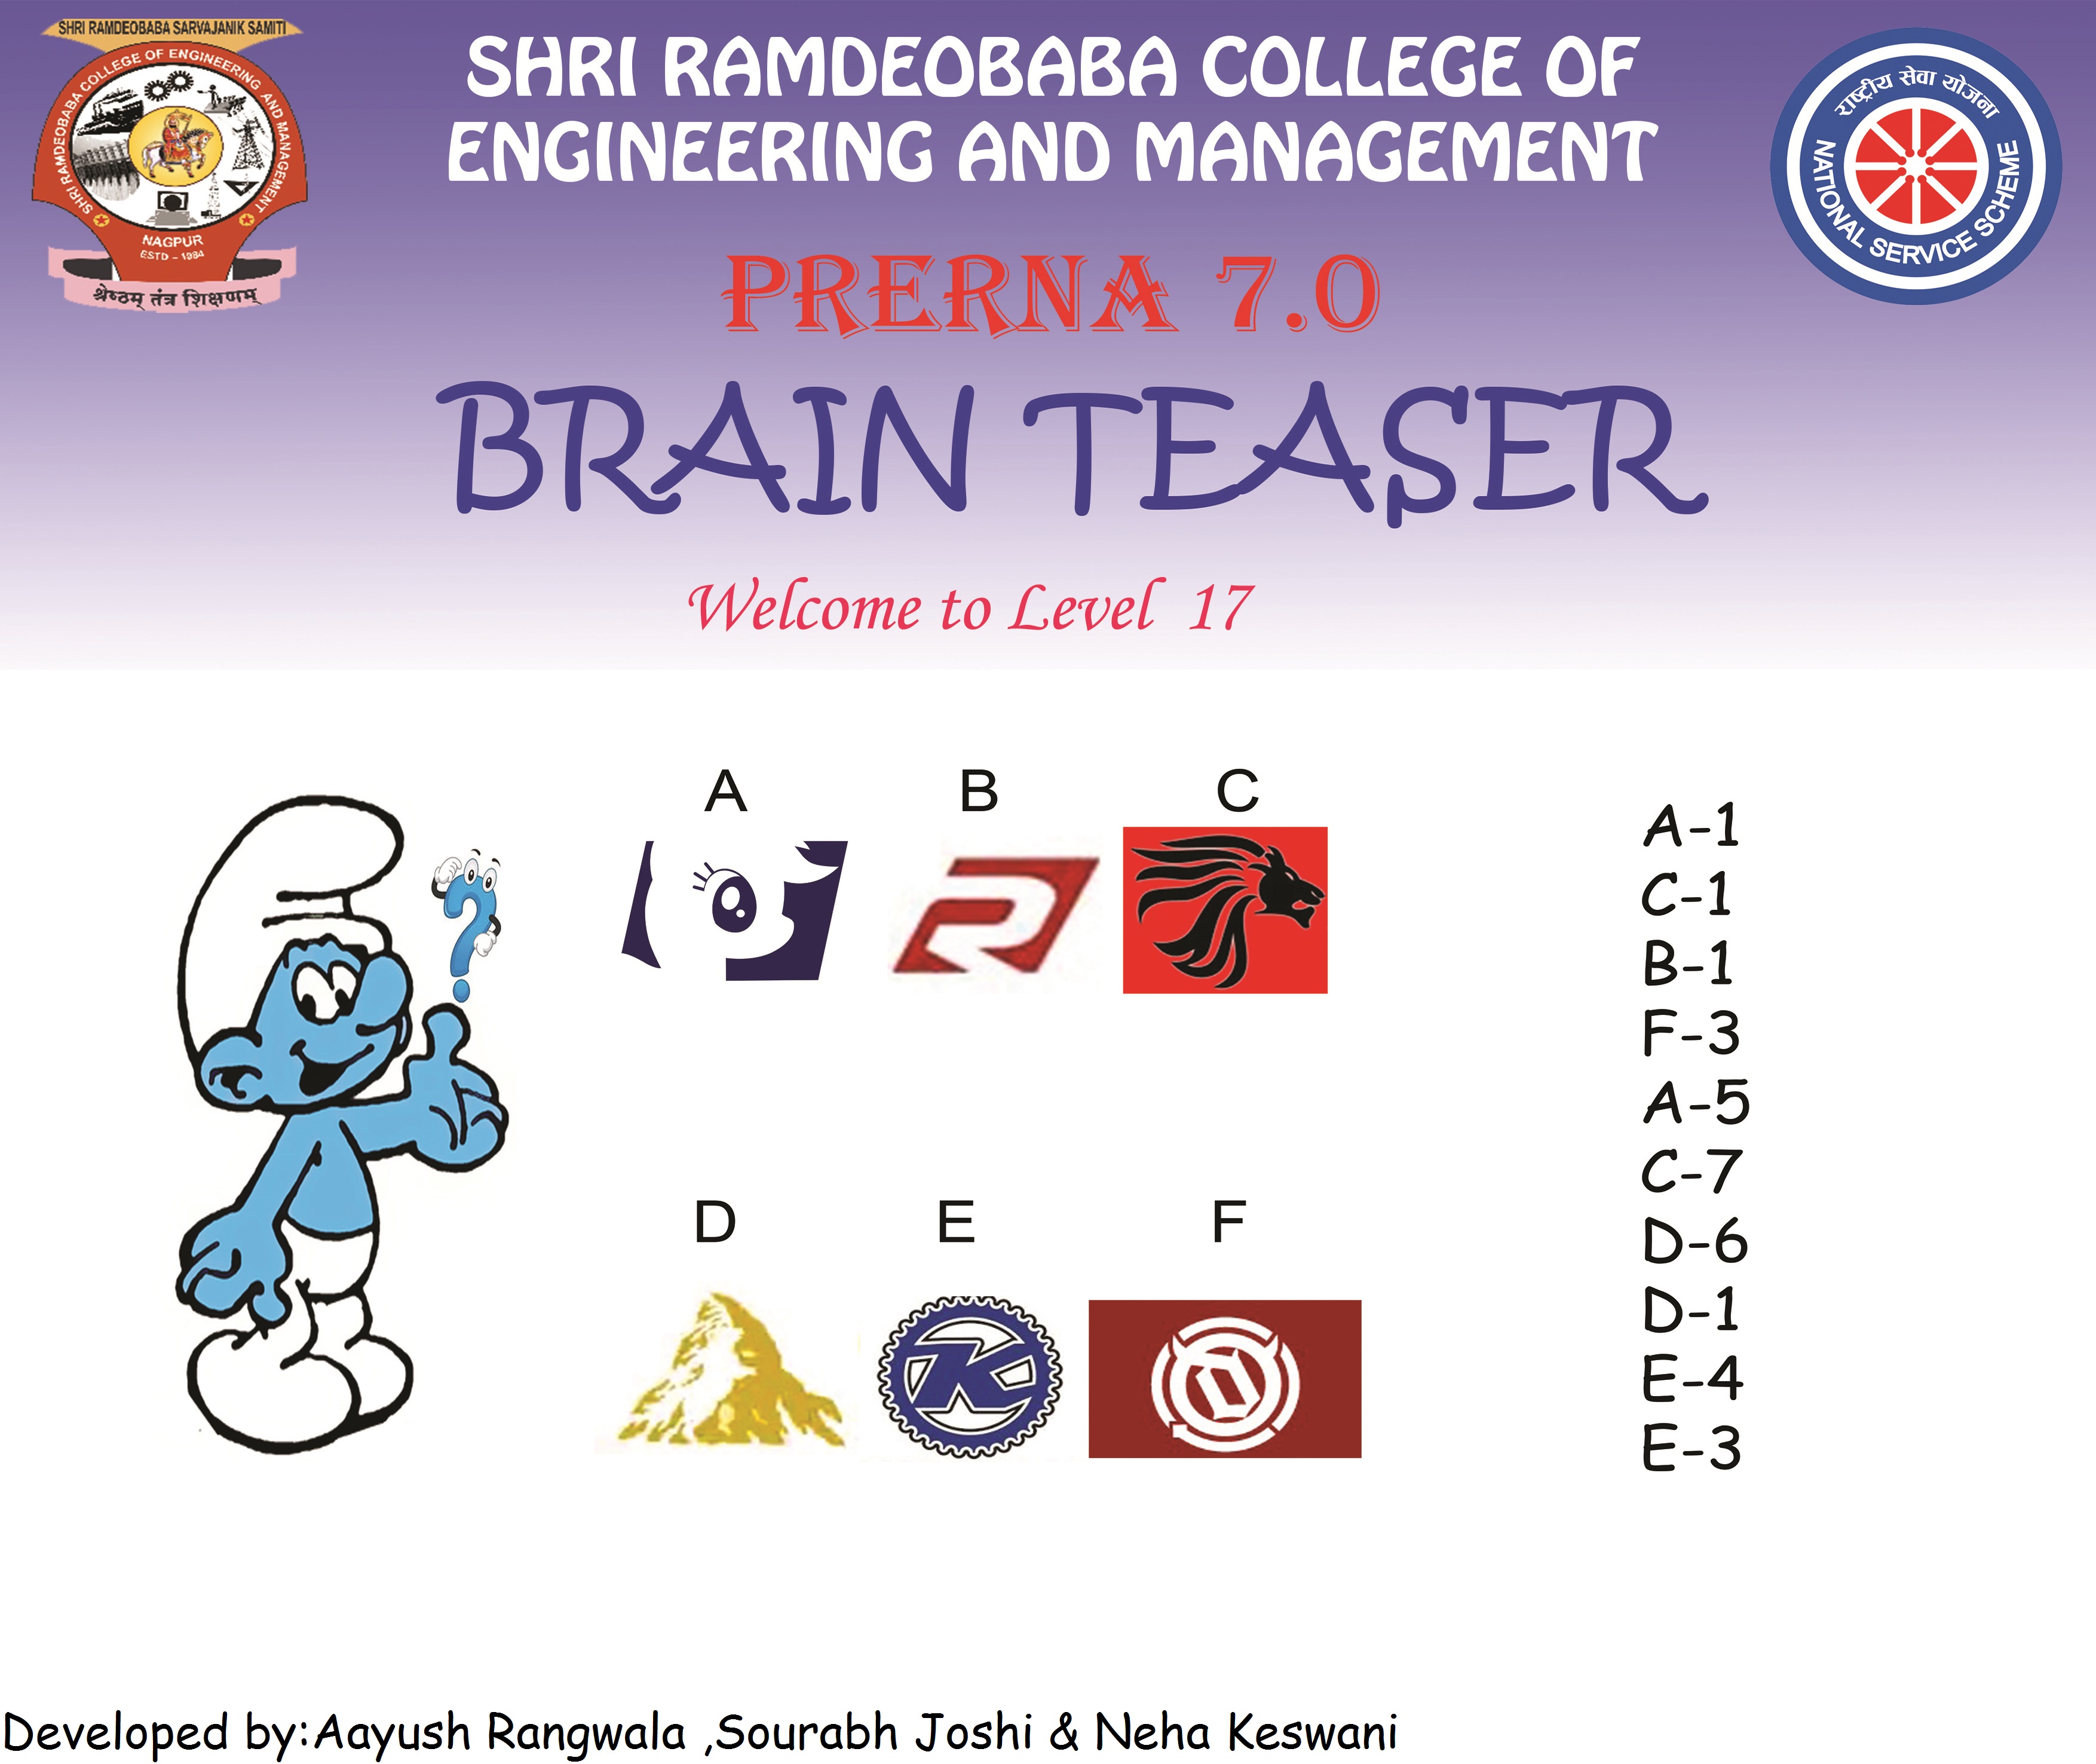 SHRI RAMDEOBABA SARVAJANIK SAMITI
SHRI RAMDEOBABA COLLEGE OF ENGINEERING AND MANAGEMENT
NAGPUR
ESTD - 1984
श्रेष्ठम् तंत्र शिक्षणम्
SHRI RAMDEOBABA COLLEGE OF
ENGINEERING AND MANAGEMENT
राष्ट्रीय सेवा योजना
NATIONAL SERVICE SCHEME
PRERNA 7.0
BRAIN TEASER
Welcome to Level 17
A B C
D E F
K
A-1
C-1
B-1
F-3
A-5
C-7
D-6
D-1
E-4
E-3
Developed by:Aayush Rangwala ,Sourabh Joshi & Neha Keswani